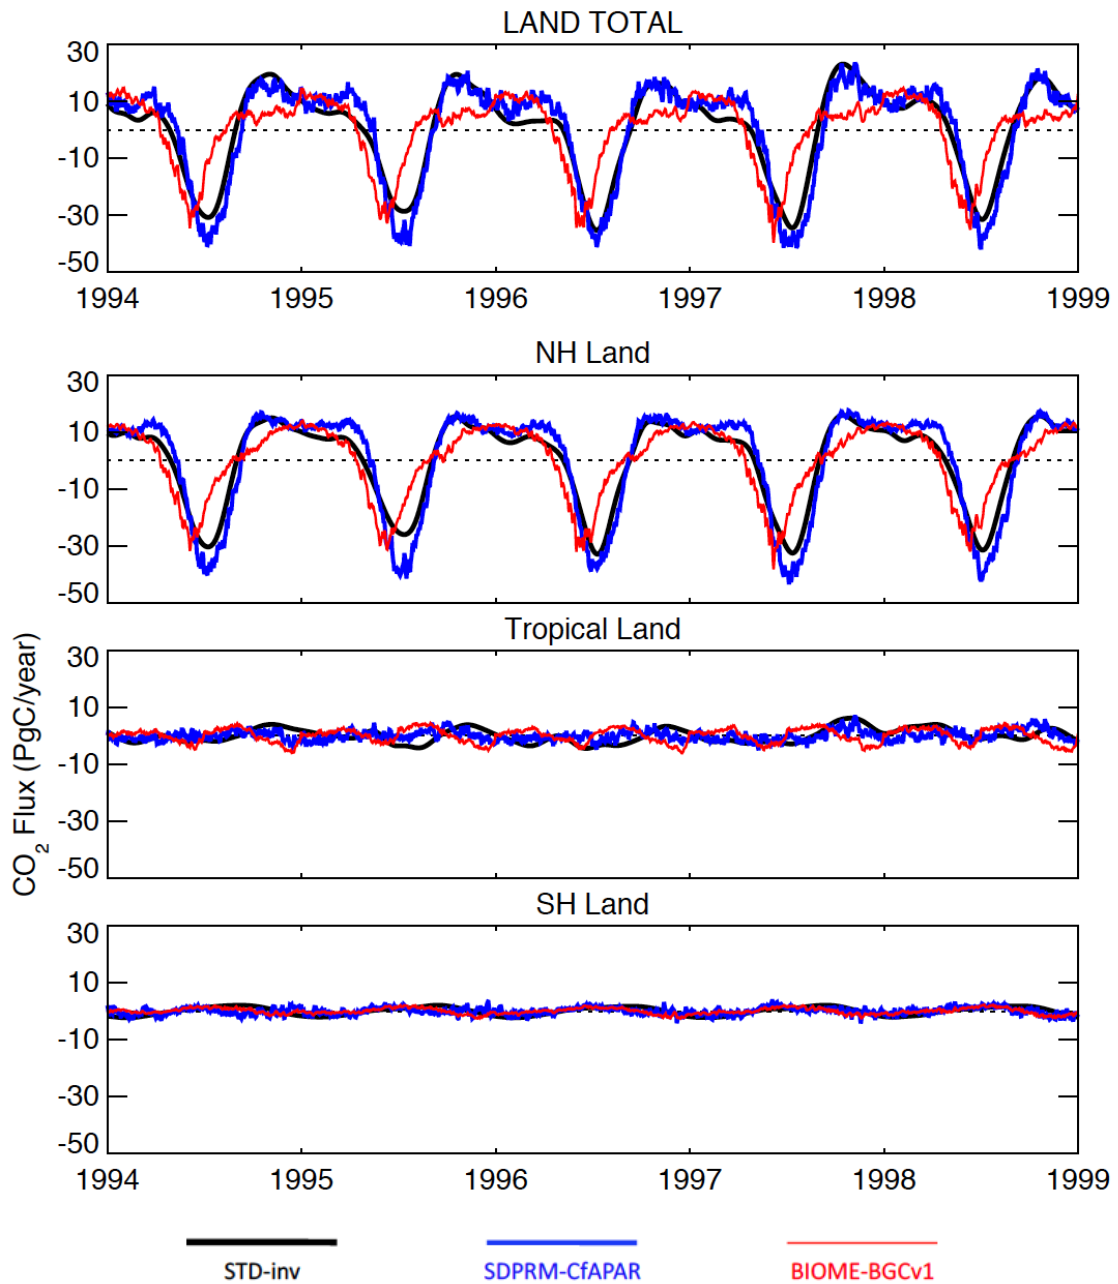 LAND TOTAL
30
10
-10
-30
-50
1994 1995 1996 1997 1998 1999
NH Land
30
10
-10
-30
-50
Tropical Land
30
10
-10
-30
-50
CO2 Flux (PgC/year)
SH Land
30
10
-10
-30
-50
1994 1995 1996 1997 1998 1999
STD-inv SDPRM-CfAPAR BIOME-BGCv1